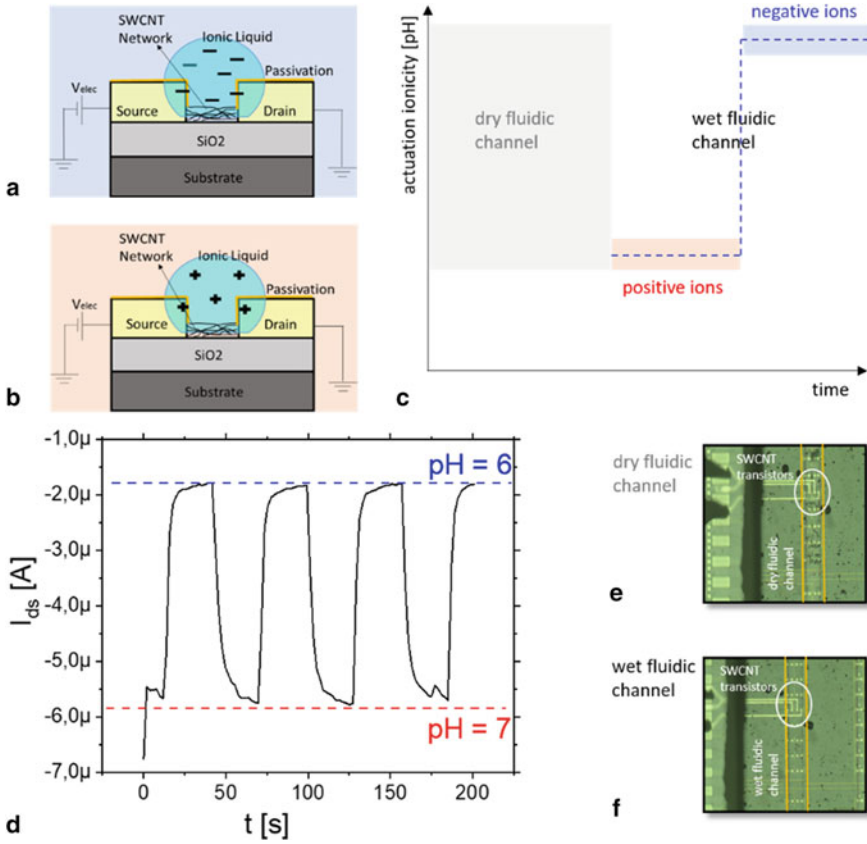 SWCNT
Network
Ionic Liquid
Passivation
Velec
Source
Drain
SiO2
Substrate
a
SWCNT
Network
Ionic Liquid
Passivation
Velec
Source
Drain
SiO2
Substrate
b
actuation ionicity [pH]
negative ions
dry fluidic
channel
wet fluidic
channel
positive ions
time
c
-1,0µ
-2,0µ
-3,0µ
-4,0µ
-5,0µ
-6,0µ
-7,0µ
Ids [A]
pH = 6
pH = 7
0
50
100
150
200
t [s]
d
dry fluidic
channel
SWCNT
transistors
dry fluidic
channel
e
wet fluidic
channel
SWCNT
transistors
wet fluidic
channel
f